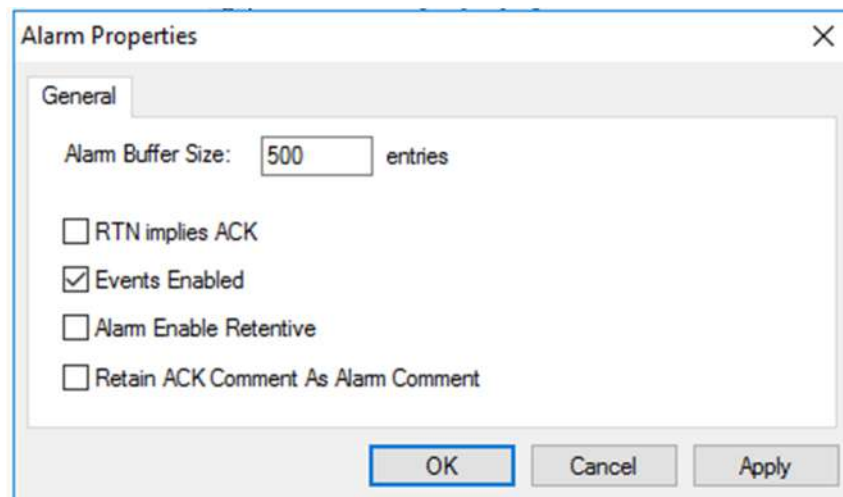 Alarm Properties
General
Alarm Buffer Size: 500 entries
RTN implies ACK
Events Enabled
Alarm Enable Retentive
Retain ACK Comment As Alarm Comment
OK Cancel Apply